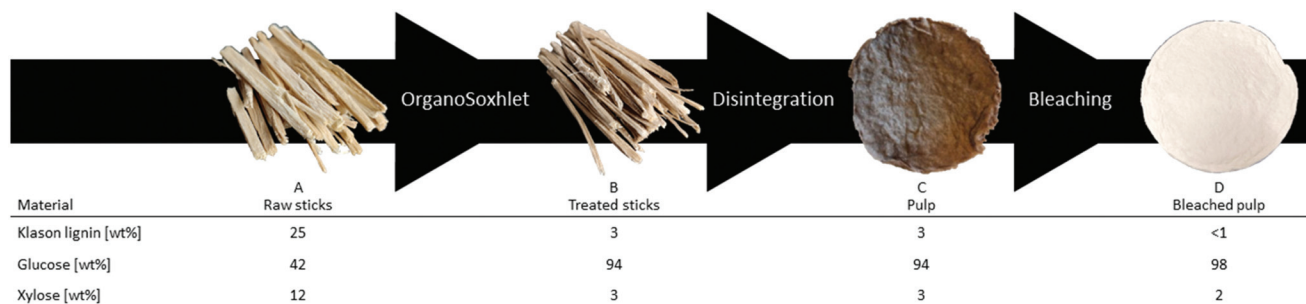 OrganoSoxhlet Disintegration Bleaching
A B C D
Material Raw sticks Treated sticks Pulp Bleached pulp
Klason lignin [wt%] 25 3 3 <1
Glucose [wt%] 42 94 94 98
Xylose [wt%] 12 3 3 2